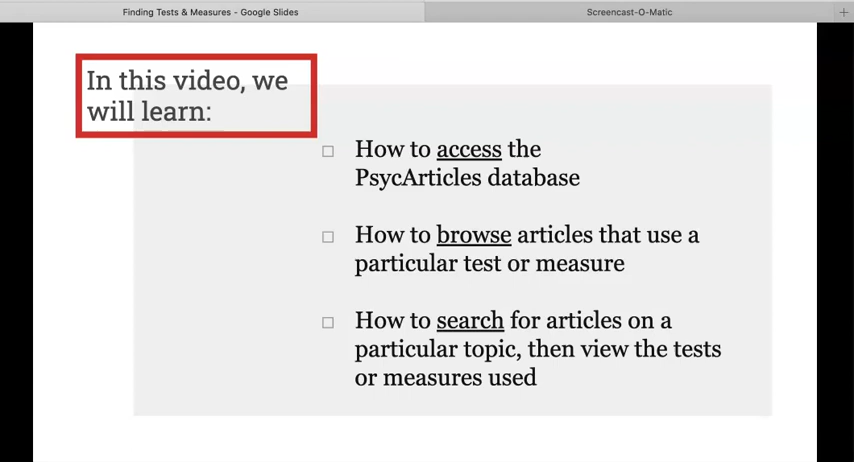 Finding Tests & Measures - Google Slides
Screencast-O-Matic
In this video, we
will learn:
How to access the
PsycArticles database
How to browse articles that use a
particular test or measure
How to search for articles on a
particular topic, then view the tests
or measures used